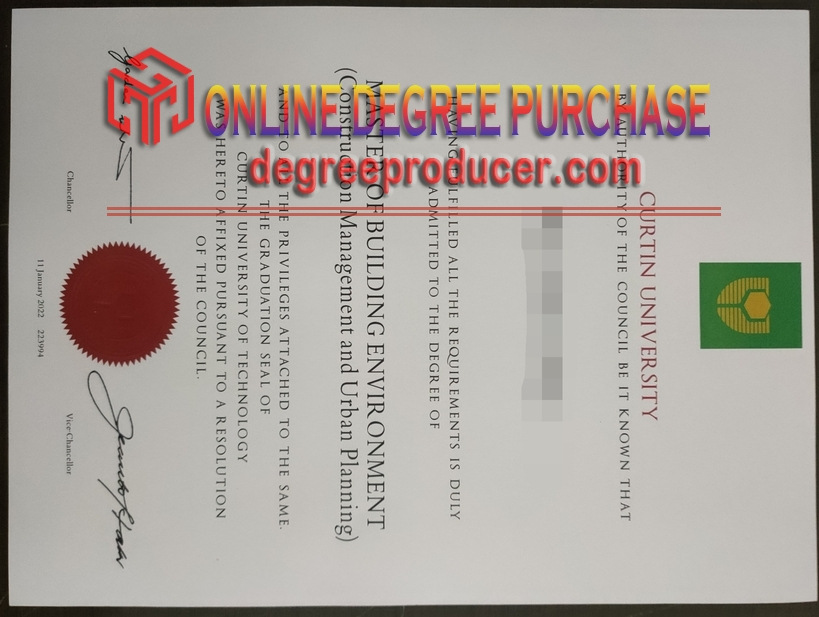 ONLINE DEGREE PURCHASE
degreeproducer.com
CURTIN UNIVERSITY
BY AUTHORITY OF THE COUNCIL BE IT KNOWN THAT
HAVING FULFILLED ALL THE REQUIREMENTS IS DULY
ADMITTED TO THE DEGREE OF
MASTER OF BUILDING ENVIRONMENT
(Construction Management and Urban Planning)
AND TO ALL THE PRIVILEGES ATTACHED TO THE SAME.
THE GRADUATION SEAL OF
CURTIN UNIVERSITY OF TECHNOLOGY
WAS HERETO AFFIXED PURSUANT TO A RESOLUTION
OF THE COUNCIL.
Chancellor
Vice-Chancellor
11 January 2022 223994